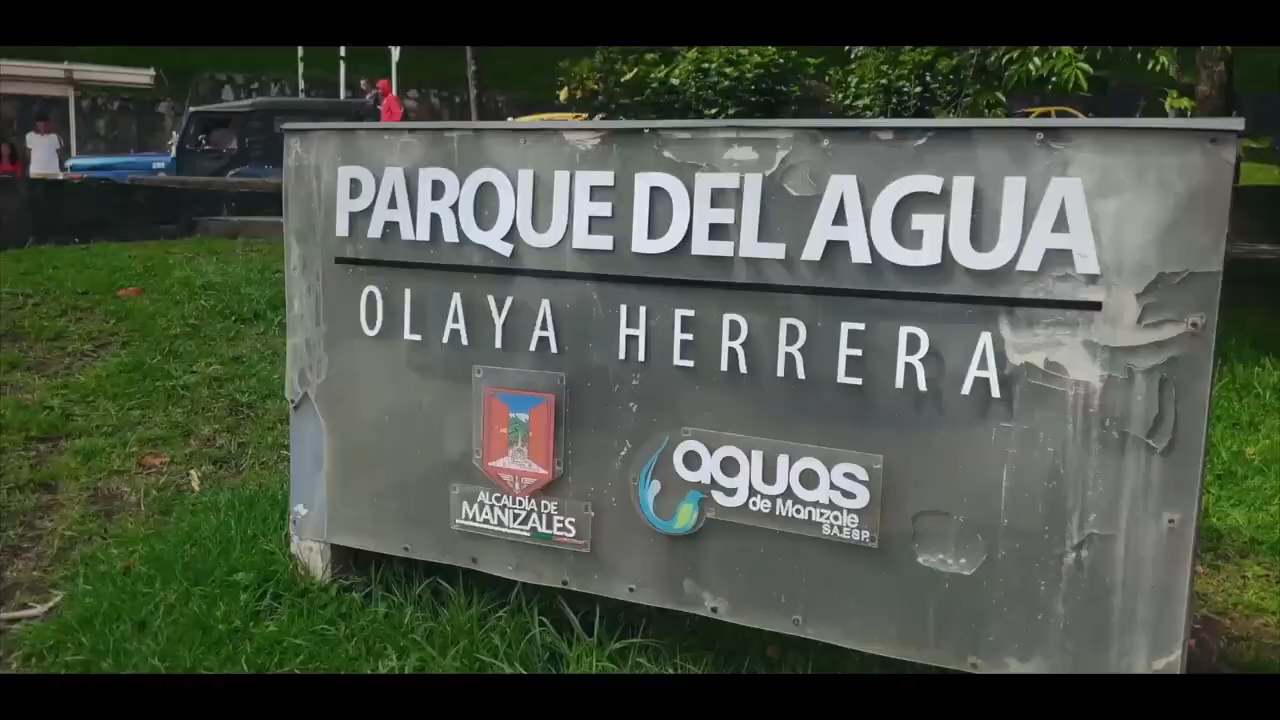 PARQUE DEL AGUA
OLAYA HERRERA
ALCALDÍA DE
MANIZALES
aguas
de Manizale
S.A.E.S.P.